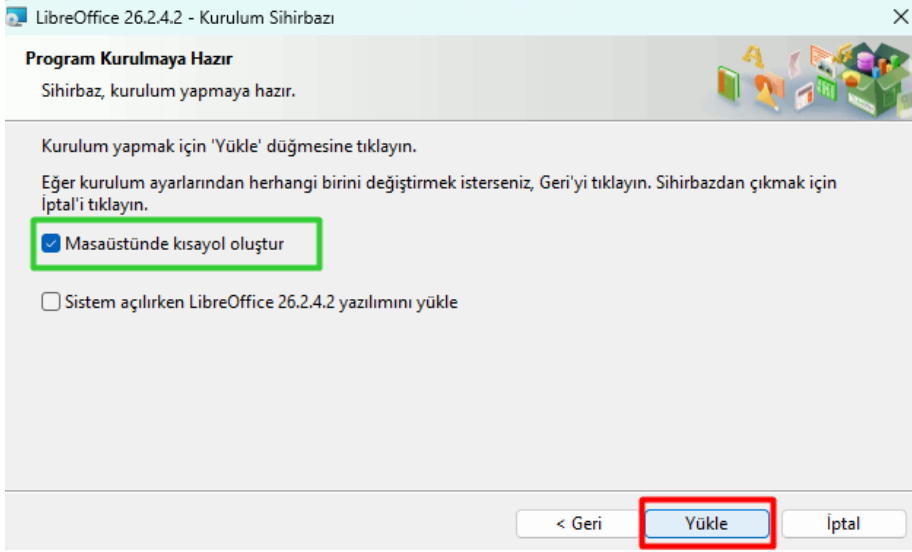 LibreOffice 26.2.4.2 - Kurulum Sihirbazı
Program Kurulmaya Hazır
Sihirbaz, kurulum yapmaya hazır.
Kurulum yapmak için 'Yükle' düğmesine tıklayın.
Eğer kurulum ayarlarından herhangi birini değiştirmek isterseniz, Geri'yi tıklayın. Sihirbazdan çıkmak için
İptal'i tıklayın.
Masaüstünde kısayol oluştur
Sistem açılırken LibreOffice 26.2.4.2 yazılımını yükle
< Geri
Yükle
İptal